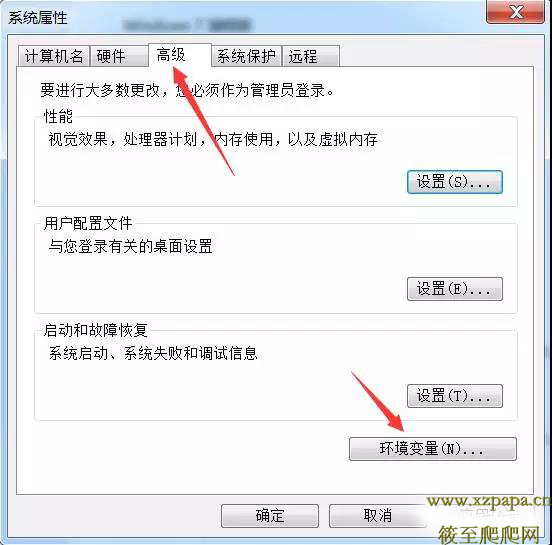 系统属性
计算机名
硬件
高级
系统保护
远程
要进行大多数更改，您必须作为管理员登录。
性能
视觉效果，处理器计划，内存使用，以及虚拟内存
设置(S)...
用户配置文件
与您登录有关的桌面设置
设置(E)...
启动和故障恢复
系统启动、系统失败和调试信息
设置(T)...
环境变量(N)...
确定
取消
www.xzpapa.cn
筱至爬爬网